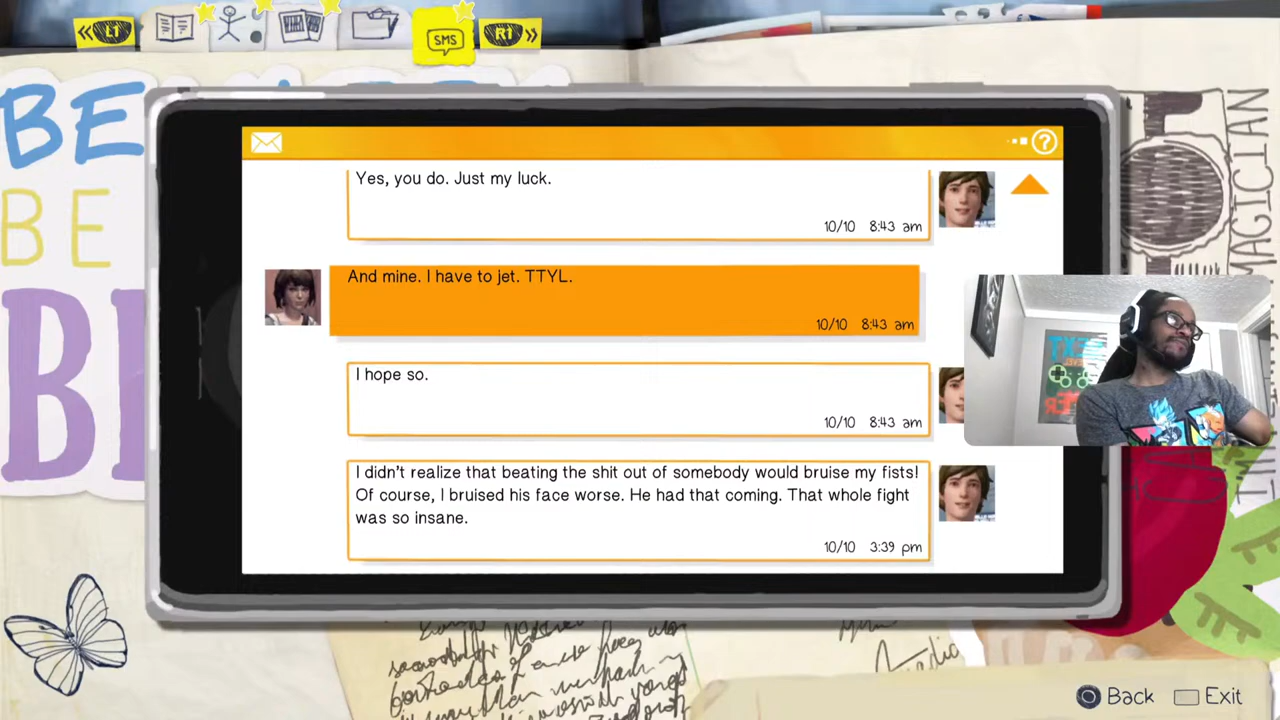 L1
SMS
R1
BE
BE
Yes, you do. Just my luck.
10/10 8:43 am
And mine. I have to jet. TTYL.
10/10 8:43 am
I hope so.
10/10 8:43 am
I didn't realize that beating the shit out of somebody would bruise my fists!
Of course, I bruised his face worse. He had that coming. That whole fight
was so insane.
10/10 3:39 pm
MAGICIAN
Back
Exit